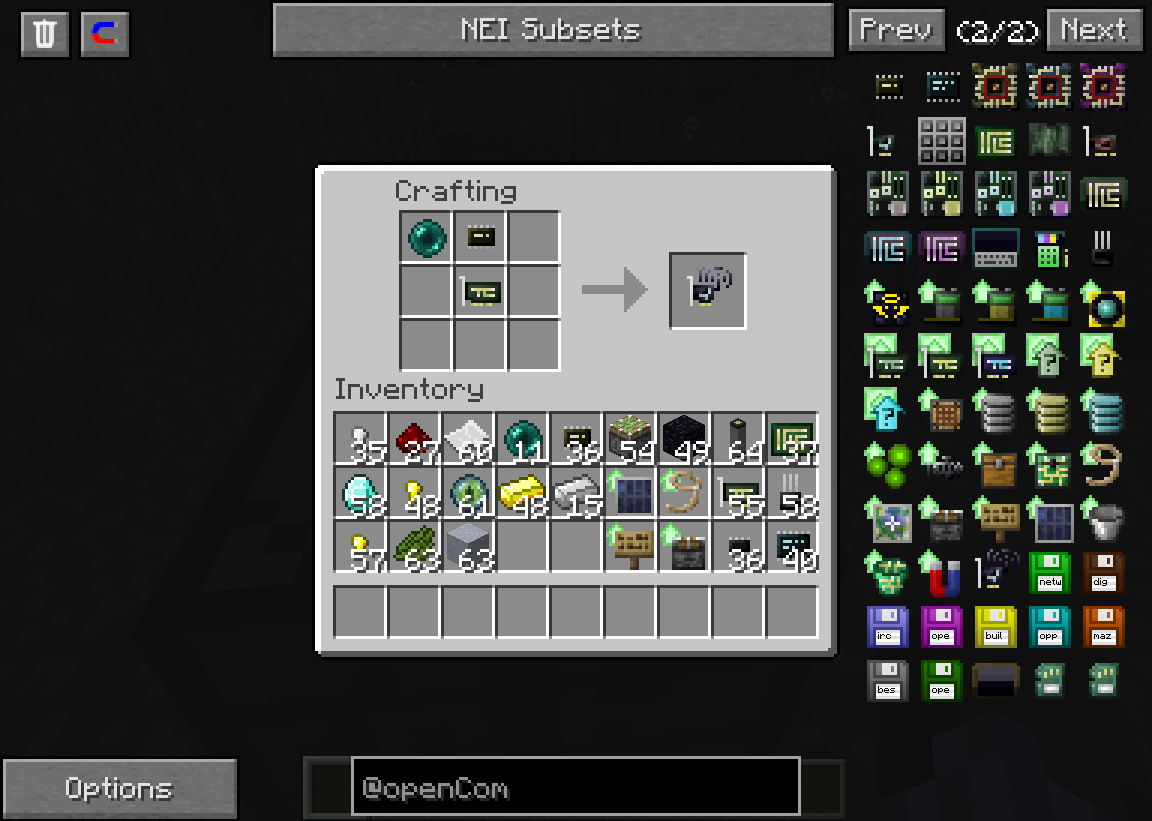 NEI Subsets
Prev (2/2) Next
Crafting
Inventory
35 27 60 11 36 54 49 64 37
58 48 61 48 15 55 58
57 63 63 36 40
netw dig
irc ope buil opp maz
bes ope
Options
@openCom